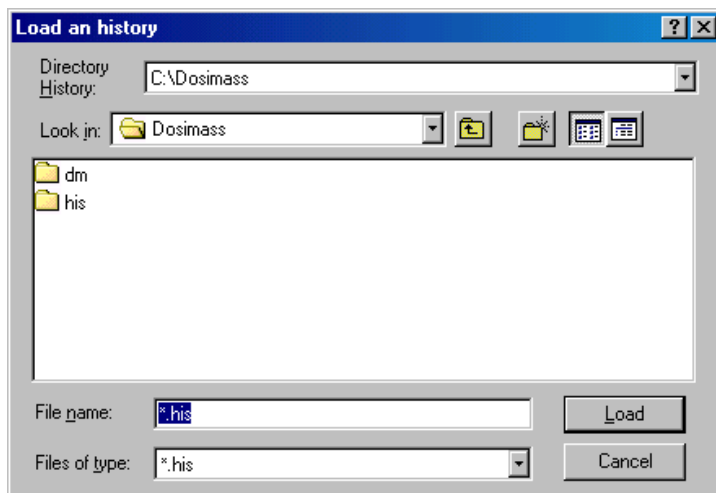 Load an history
Directory
History:
C:\Dosimass
Look in:
Dosimass
dm
his
File name:
*.his
Load
Files of type:
*.his
Cancel